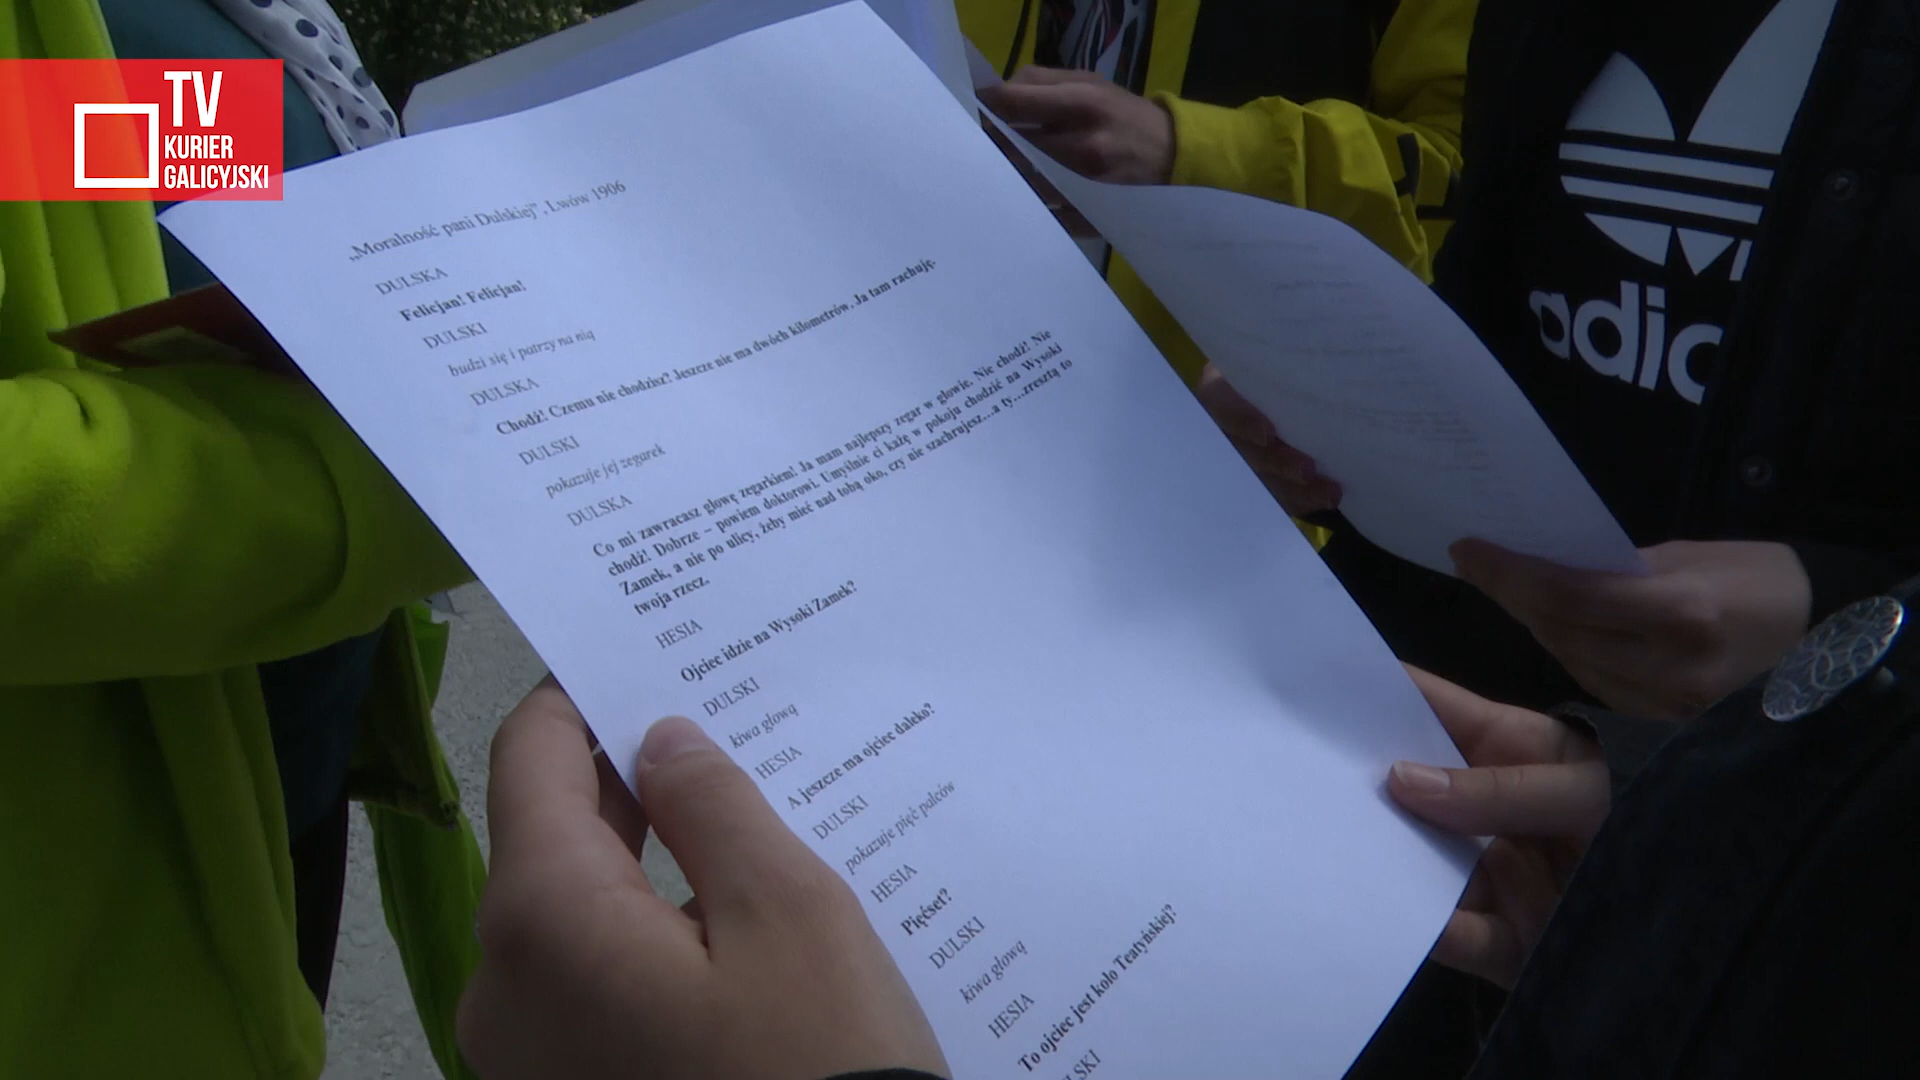 TV
KURIER
GALICYJSKI
„Moralność pani Dulskiej”, Lwów 1906
DULSKA
Felicjan! Felicjan!
DULSKI
budzi się i patrzy na nią
DULSKA
Chodź! Czemu nie chodzisz? Jeszcze nie ma dwóch kilometrów. Ja tam rachuję.
DULSKI
pokazuje jej zegarek
DULSKA
Co mi zawracasz głowę zegarkiem! Ja mam najlepszy zegar w głowie. Nie chodź! Nie
chodź! Dobrze – powiem doktorowi. Umyślnie ci każę w pokoju chodzić na Wysoki
Zamek, a nie po ulicy, żeby mieć nad tobą oko, czy nie szachrujesz...a ty...zresztą to
twoja rzecz.
HESIA
Ojciec idzie na Wysoki Zamek?
DULSKI
kiwa głową
HESIA
A jeszcze ma ojciec daleko?
DULSKI
pokazuje pięć palców
HESIA
Pięćset?
DULSKI
kiwa głową
HESIA
To ojciec jest koło Teatyńskiej?
SKI
adic